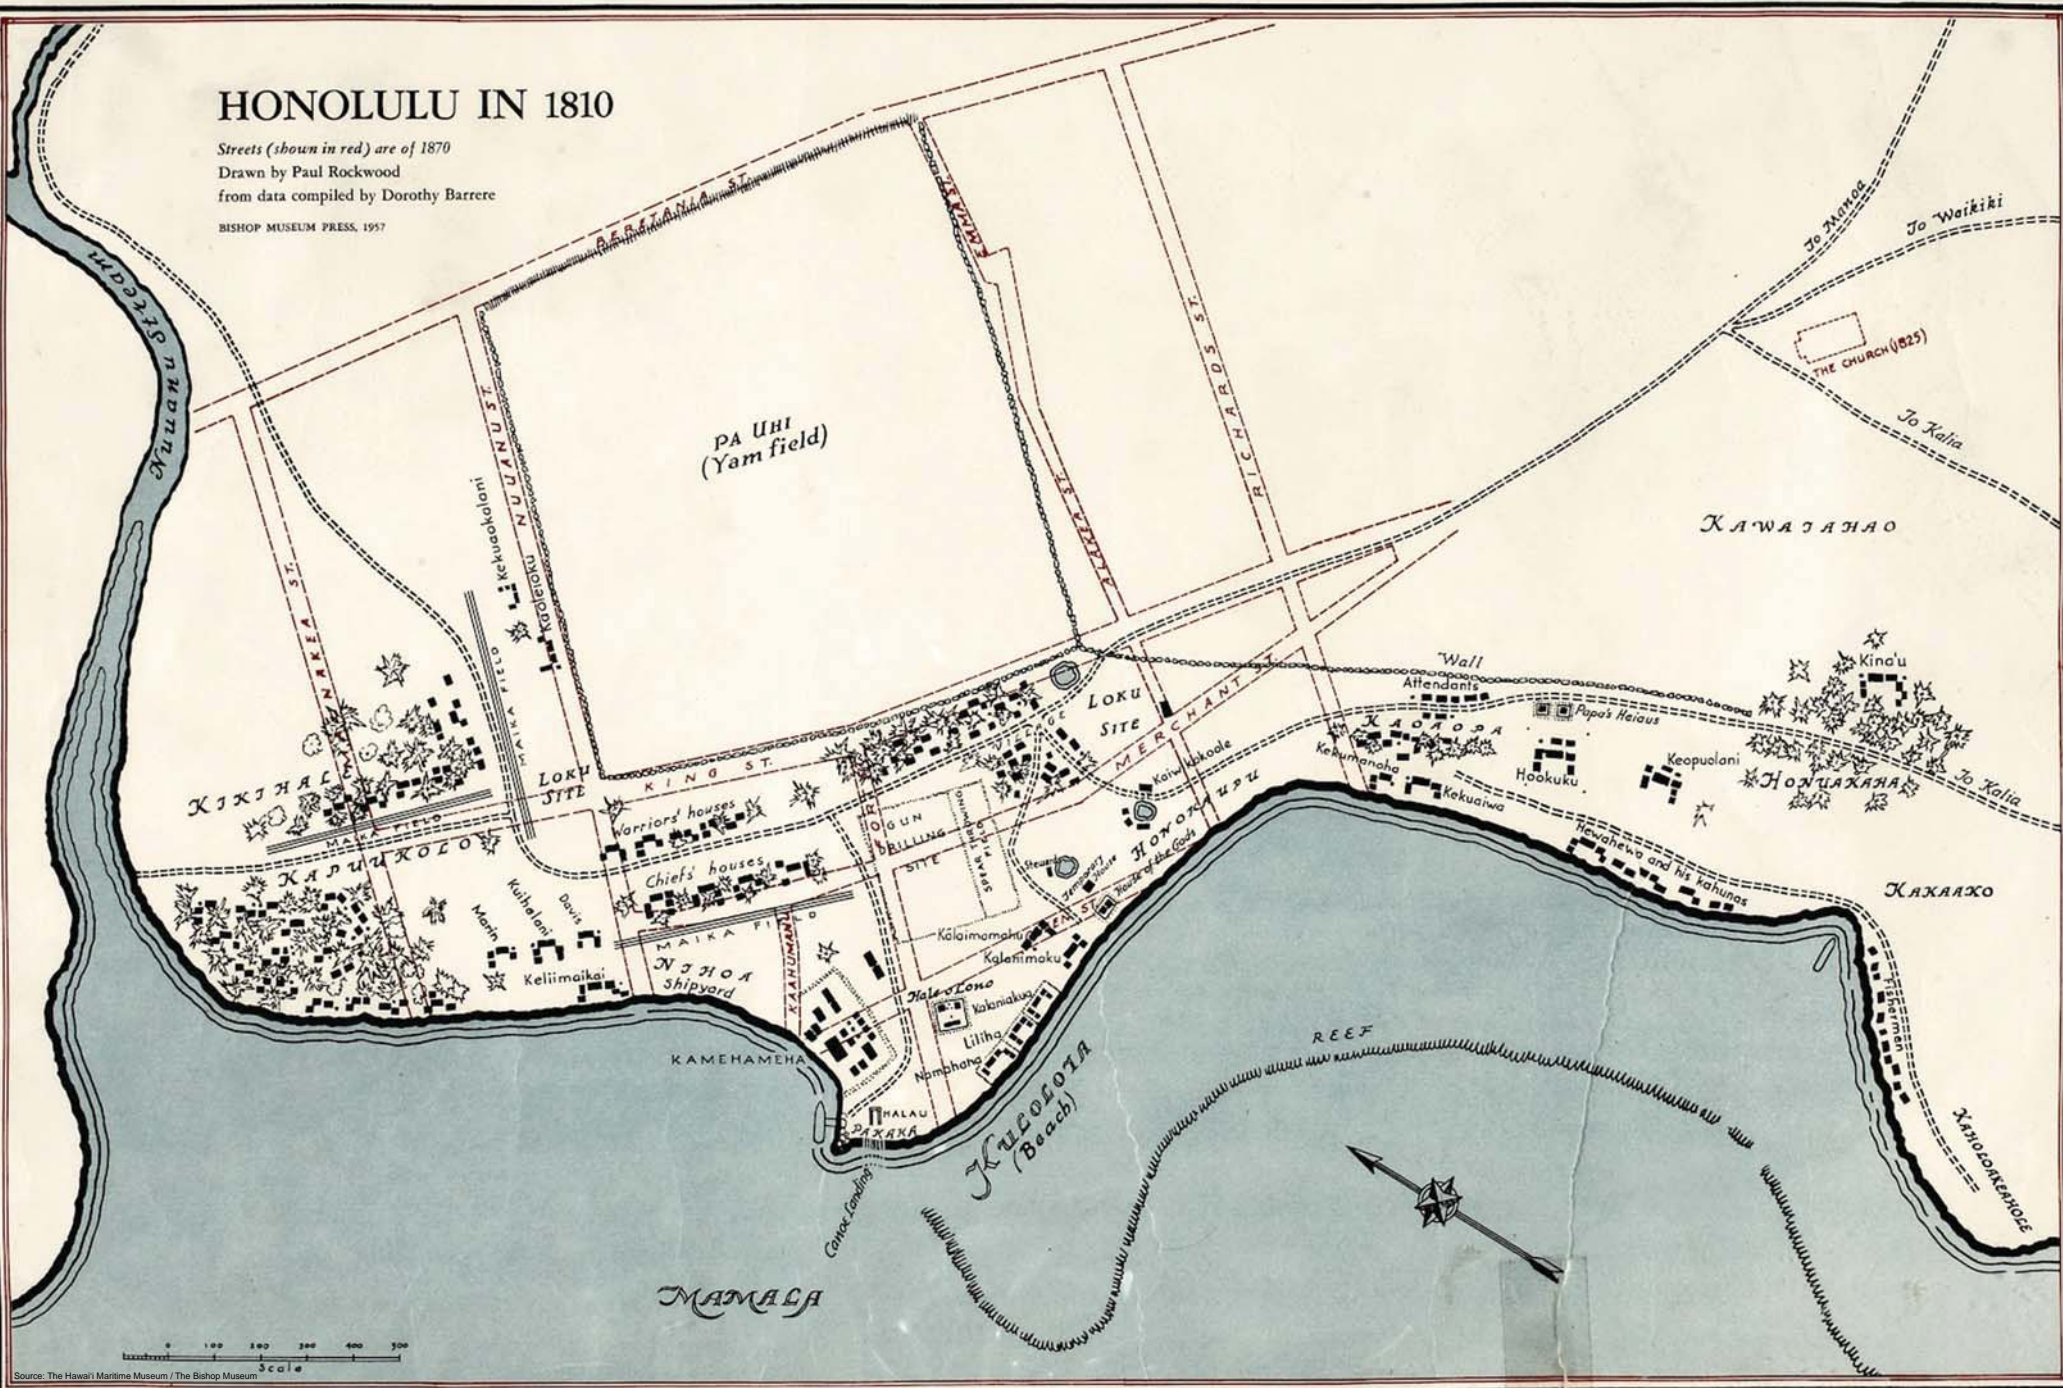 HONOLULU IN 1810
Streets (shown in red) are of 1870
Drawn by Paul Rockwood
from data compiled by Dorothy Barrere
BISHOP MUSEUM PRESS, 1957
Nuuanu Stream
BERETANIA ST.
EMMA ST.
RICHARDS ST.
To Manoa
To Waikiki
THE CHURCH (1825)
To Kalia
PA UHI
(Yam field)
NUUANU ST.
Kekuaokalani
Kaoleioku
ALAKEA ST.
KAWAIAHAO
MAUNAKEA ST.
MAIKA FIELD
Wall
Attendants
Kina'u
LOKU
SITE
VILLAGE
MERCHANT ST.
KAOAOPA
Papa's Heiaus
Kekumanoha
Hookuku
Keopuolani
HONUAKAHA
To Kalia
KIKIHALE
LOKU
SITE
KING ST.
Kekuaiwa
HONOKAUPU
MAIKA FIELD
KAPUUKOLO
Warriors' houses
Chiefs' houses
GUN
DRILLING
SITE
SPEAR THROWING FIELD
Steward
Temporary
House
House of the Gods
Hewahewa and his kahunas
KAKAAKO
Marin
Kuihelani
Davis
MAIKA FIELD
Kalaimamahu
Kalanimoku
Keliimaikai
NIHOA
Shipyard
KAAHUMANU
Hale o Lono
Liliha
Namahana
Fishermen
KAMEHAMEHA
HALAU
PAKAKA
KULOLOIA
(Beach)
REEF
KAHOLOAKEAHOLE
Canoe Landing
MAMALA
0 100 200 300 400 500
Scale
Source: The Hawai'i Maritime Museum / The Bishop Museum